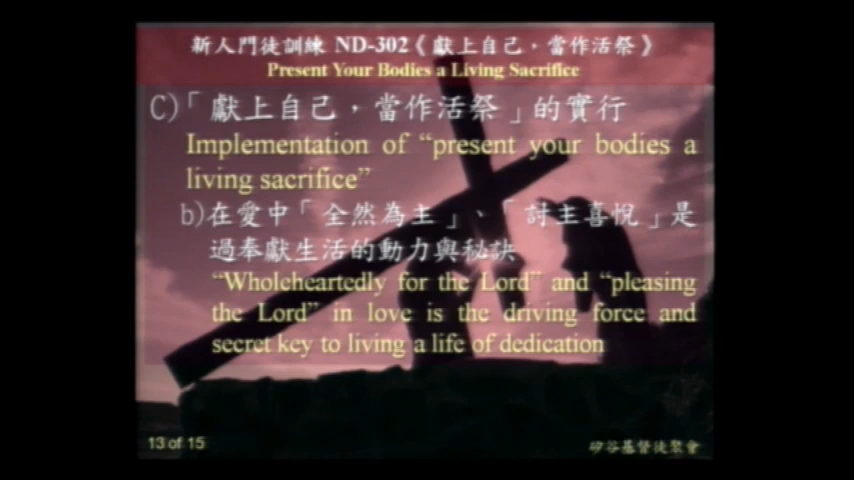 新人門徒訓練 ND-302《獻上自己，當作活祭》
Present Your Bodies a Living Sacrifice
C)「獻上自己，當作活祭」的實行
Implementation of “present your bodies a
living sacrifice”
b)在愛中「全然為主」、「討主喜悅」是
過奉獻生活的動力與秘訣
“Wholeheartedly for the Lord” and “pleasing
the Lord” in love is the driving force and
secret key to living a life of dedication
13 of 15
矽谷基督徒聚會